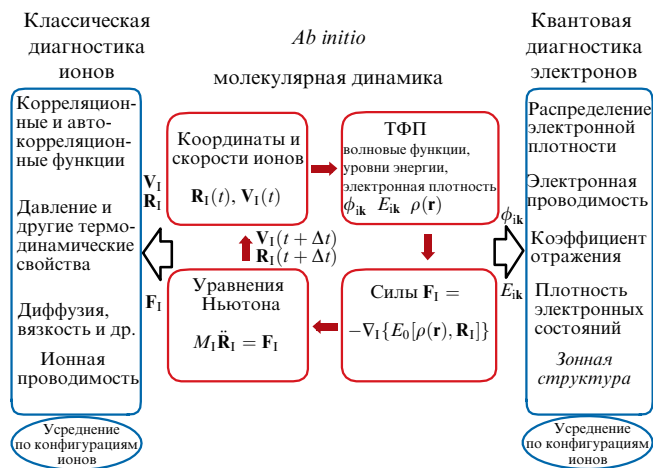 Классическая
диагностика
ионов
Корреляцион-
ные и авто-
корреляцион-
ные функции
Давление и
другие термо-
динамические
свойства
Диффузия,
вязкость и др.
Ионная
проводимость
Усреднение
по конфигурациям
ионов
Ab initio
молекулярная динамика
V_I
R_I
F_I
Координаты и
скорости ионов
R_I(t), V_I(t)
ТФП
волновые функции,
уровни энергии,
электронная плотность
ϕ_ik E_ik ρ(r)
V_I(t + Δt)
R_I(t + Δt)
Уравнения
Ньютона
M_I R̈_I = F_I
Силы F_I =
−∇_I{E_0[ρ(r), R_I]}
ϕ_ik
E_ik
Квантовая
диагностика
электронов
Распределение
электронной
плотности
Электронная
проводимость
Коэффициент
отражения
Плотность
электронных
состояний
Зонная
структура
Усреднение
по конфигурациям
ионов